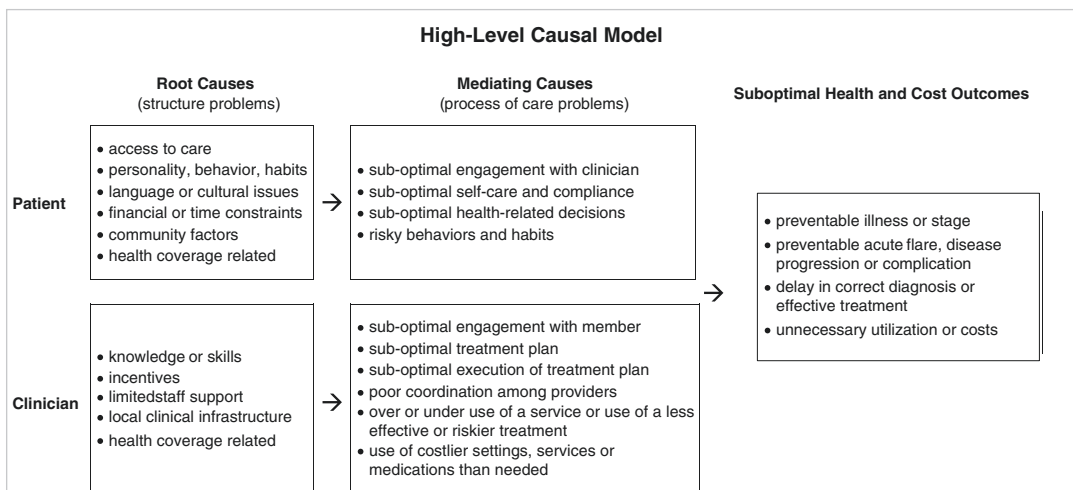 High-Level Causal Model
Root Causes
(structure problems)
Mediating Causes
(process of care problems)
Suboptimal Health and Cost Outcomes
Patient
• access to care
• personality, behavior, habits
• language or cultural issues
• financial or time constraints
• community factors
• health coverage related
→
• sub-optimal engagement with clinician
• sub-optimal self-care and compliance
• sub-optimal health-related decisions
• risky behaviors and habits
Clinician
• knowledge or skills
• incentives
• limitedstaff support
• local clinical infrastructure
• health coverage related
→
• sub-optimal engagement with member
• sub-optimal treatment plan
• sub-optimal execution of treatment plan
• poor coordination among providers
• over or under use of a service or use of a less
effective or riskier treatment
• use of costlier settings, services or
medications than needed
→
• preventable illness or stage
• preventable acute flare, disease
progression or complication
• delay in correct diagnosis or
effective treatment
• unnecessary utilization or costs